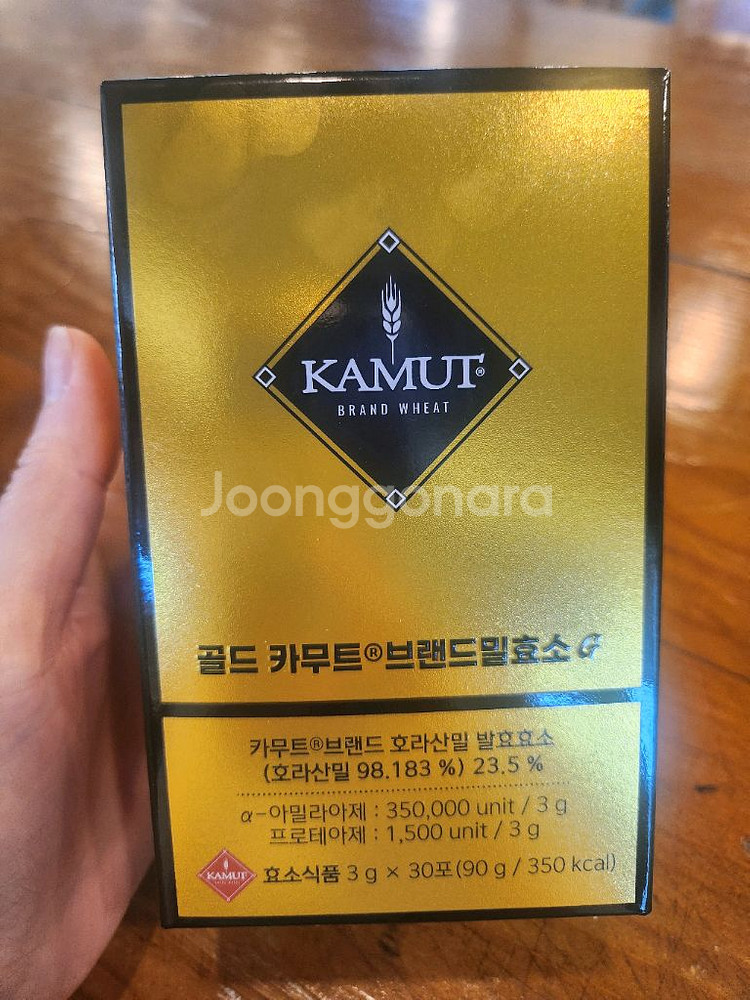 KAMUT®
BRAND WHEAT
Joonggonara
골드 카무트®브랜드밀효소 G
카무트®브랜드 호라산밀 발효효소
(호라산밀 98.183 %) 23.5 %
α-아밀라아제 : 350,000 unit / 3 g
프로테아제 : 1,500 unit / 3 g
KAMUT
효소식품 3 g × 30포(90 g / 350 kcal)